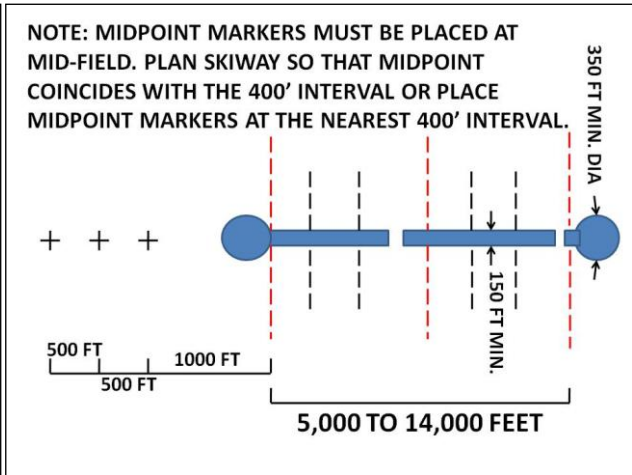 NOTE: MIDPOINT MARKERS MUST BE PLACED AT
MID-FIELD. PLAN SKIWAY SO THAT MIDPOINT
COINCIDES WITH THE 400' INTERVAL OR PLACE
MIDPOINT MARKERS AT THE NEAREST 400' INTERVAL.
350 FT MIN. DIA
150 FT MIN.
500 FT
1000 FT
500 FT
5,000 TO 14,000 FEET